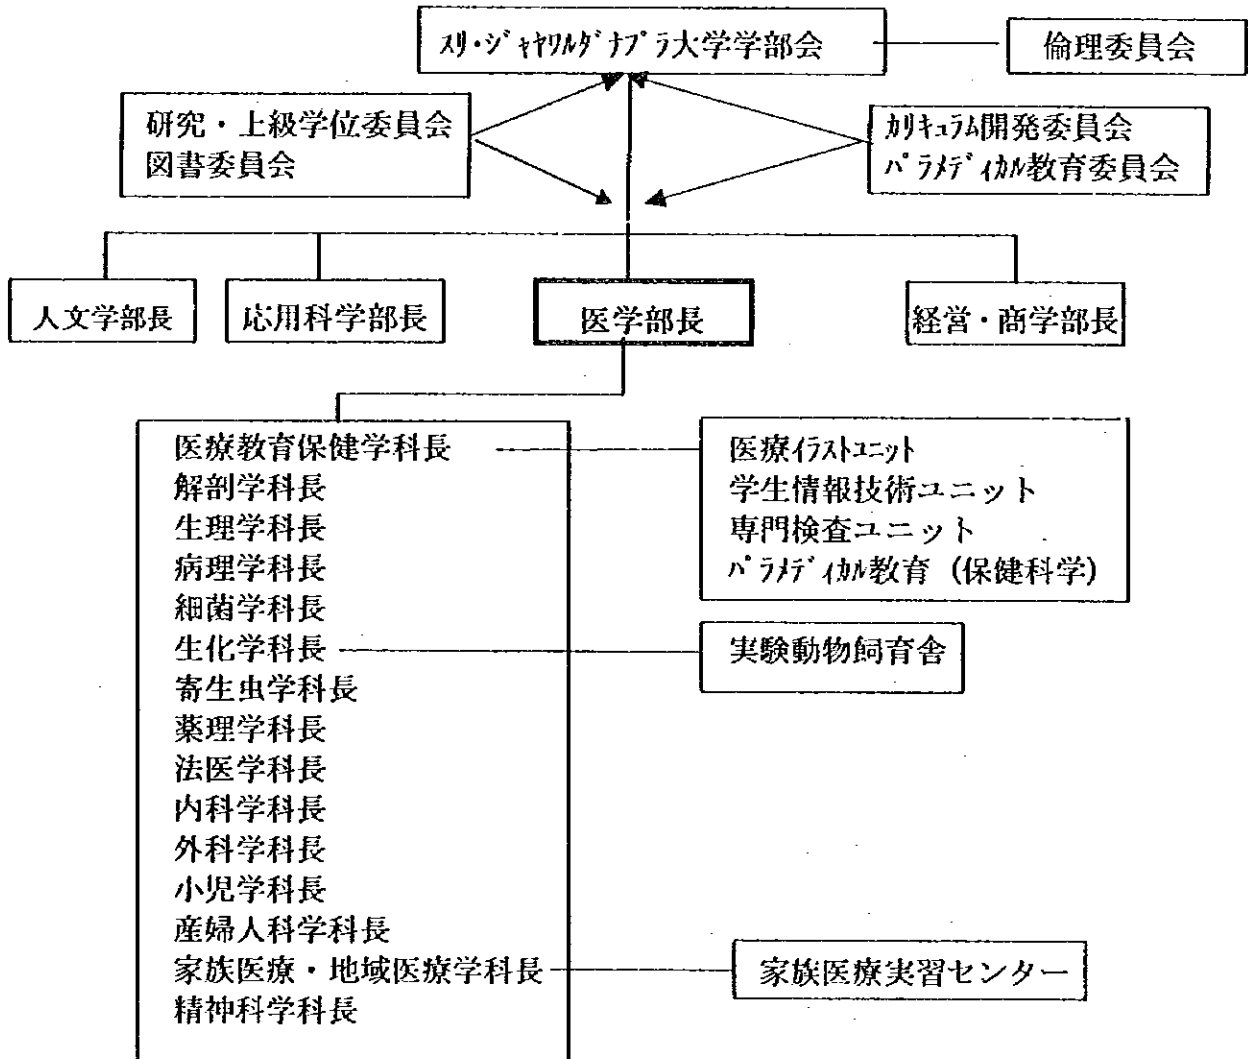 ｽﾘ・ｼﾞｬﾔﾜﾙﾀﾞﾅﾌﾟﾗ大学学部会
倫理委員会
研究・上級学位委員会
図書委員会
ｶﾘｷｭﾗﾑ開発委員会
ﾊﾟﾗﾒﾃﾞｨｶﾙ教育委員会
人文学部長
応用科学部長
医学部長
経営・商学部長
医療教育保健学科長
解剖学科長
生理学科長
病理学科長
細菌学科長
生化学科長
寄生虫学科長
薬理学科長
法医学科長
内科学科長
外科学科長
小児学科長
産婦人科学科長
家族医療・地域医療学科長
精神科学科長
医療ｲﾗｽﾄﾕﾆｯﾄ
学生情報技術ユニット
専門検査ユニット
ﾊﾟﾗﾒﾃﾞｨｶﾙ教育 (保健科学)
実験動物飼育舎
家族医療実習センター